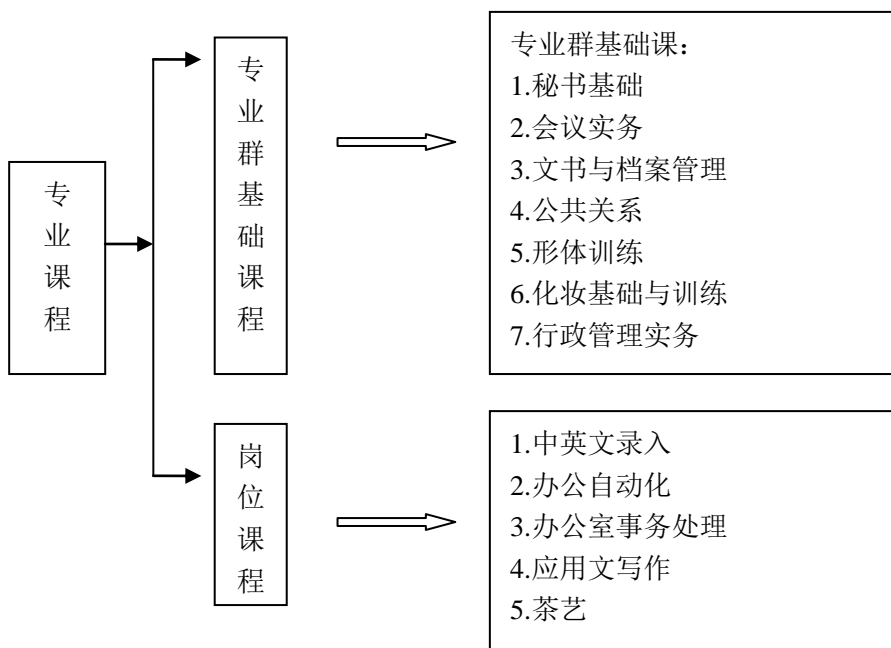 专业课程
专业群基础课程
专业群基础课：
1.秘书基础
2.会议实务
3.文书与档案管理
4.公共关系
5.形体训练
6.化妆基础与训练
7.行政管理实务
岗位课程
1.中英文录入
2.办公自动化
3.办公室事务处理
4.应用文写作
5.茶艺